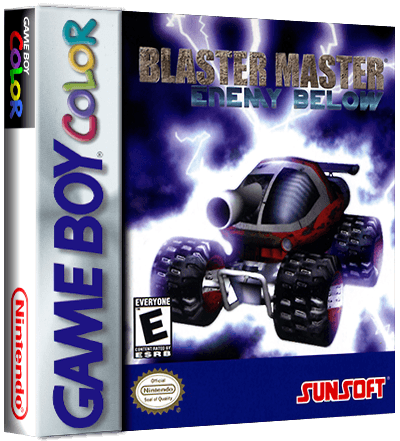 GAME BOY
COLOR
Nintendo
GAME BOY COLOR
BLASTER MASTER
ENEMY BELOW
EVERYONE
E
CONTENT RATED BY
ESRB
Official
Nintendo
Seal of Quality
SUNSOFT